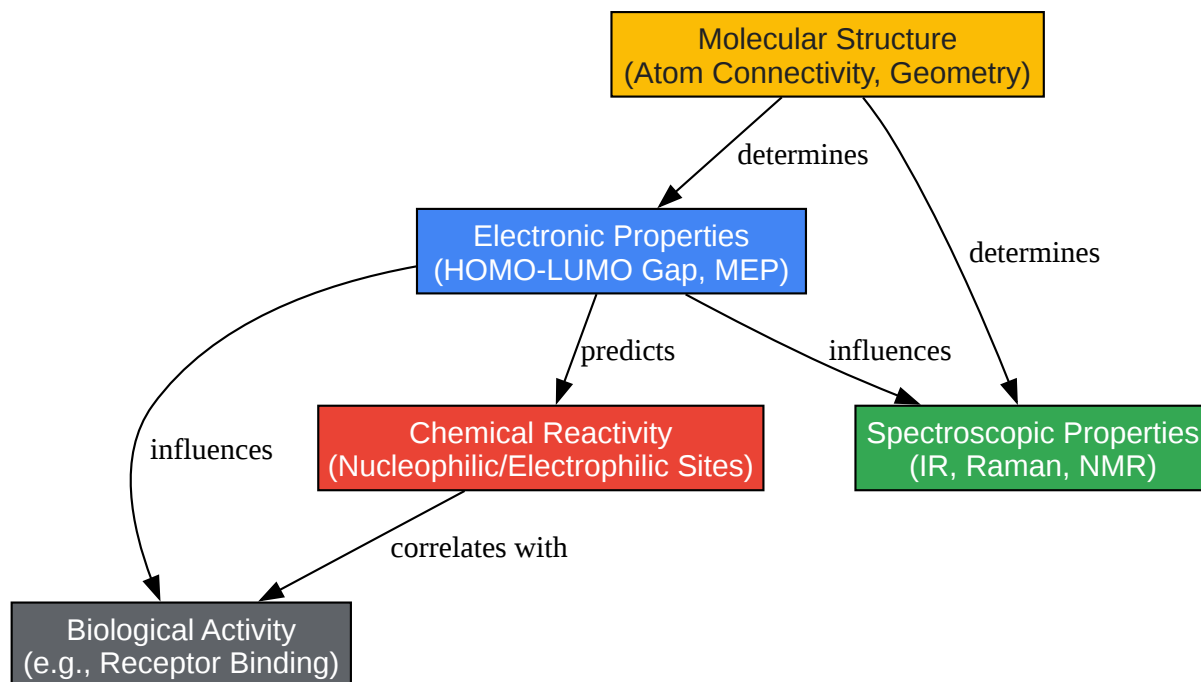 Molecular Structure
(Atom Connectivity, Geometry)
determines
Electronic Properties
(HOMO-LUMO Gap, MEP)
determines
predicts
influences
Chemical Reactivity
(Nucleophilic/Electrophilic Sites)
Spectroscopic Properties
(IR, Raman, NMR)
influences
correlates with
Biological Activity
(e.g., Receptor Binding)